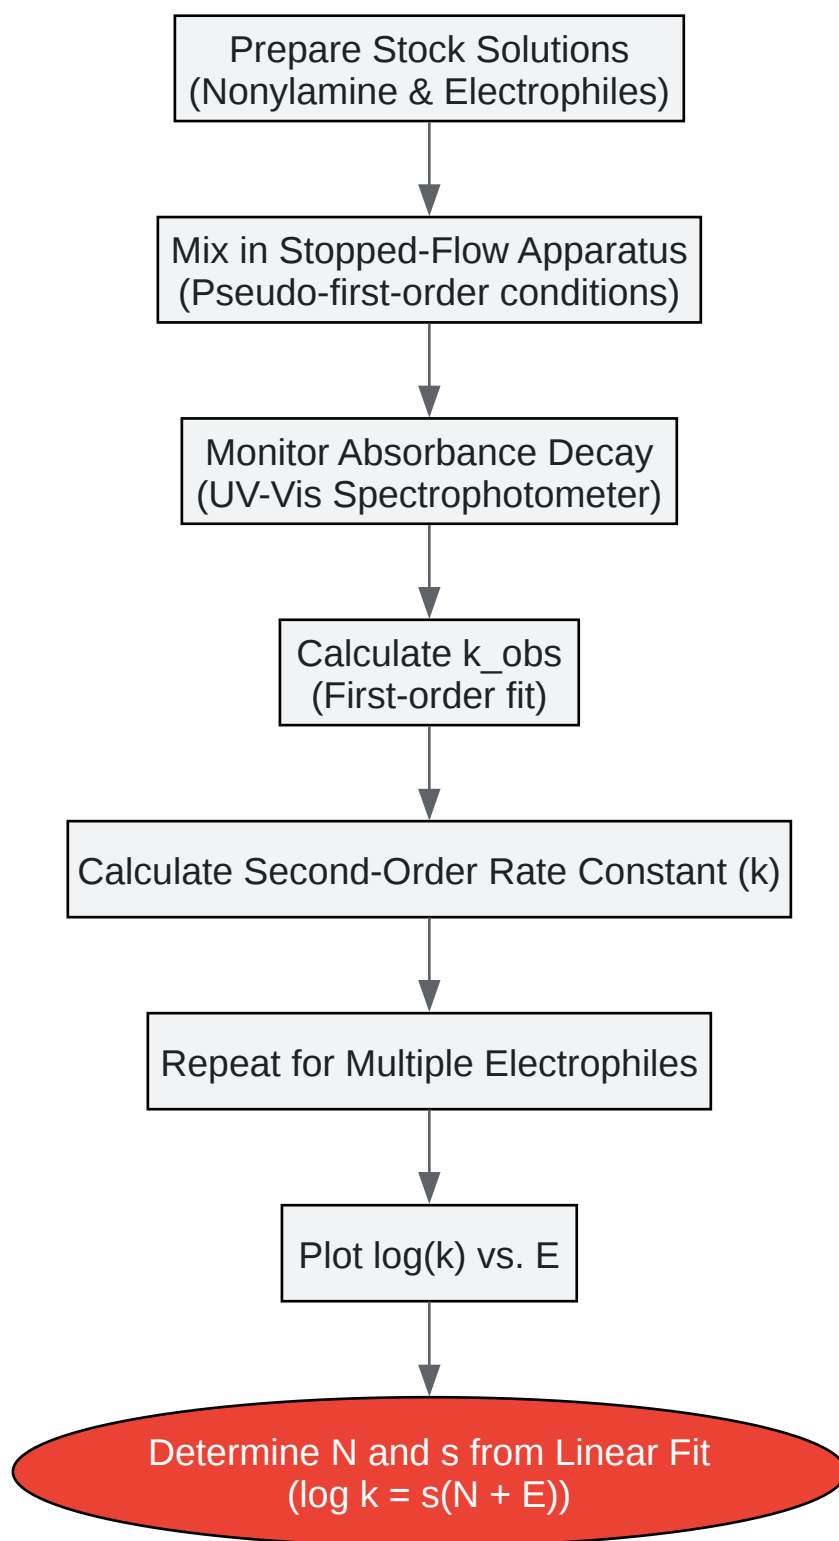 Prepare Stock Solutions
(Nonylamine & Electrophiles)
Mix in Stopped-Flow Apparatus
(Pseudo-first-order conditions)
Monitor Absorbance Decay
(UV-Vis Spectrophotometer)
Calculate k_obs
(First-order fit)
Calculate Second-Order Rate Constant (k)
Repeat for Multiple Electrophiles
Plot log(k) vs. E
Determine N and s from Linear Fit
(log k = s(N + E))